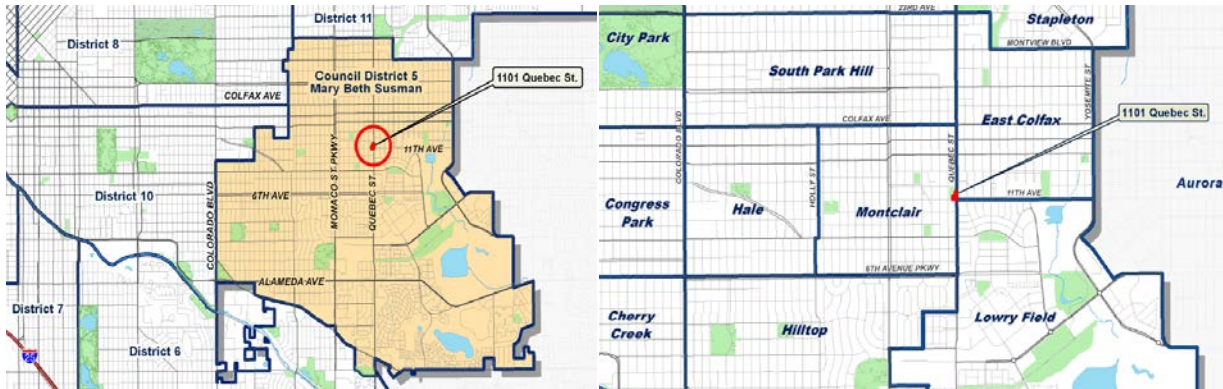 District 11
District 8
Council District 5
Mary Beth Susman
1101 Quebec St.
COLFAX AVE
11TH AVE
MONACO ST PKWY
QUEBEC ST
6TH AVE
District 10
COLORADO BLVD
ALAMEDA AVE
District 7
District 6
23RD AVE
Stapleton
City Park
MONTVIEW BLVD
South Park Hill
YOSEMITE ST
COLORADO BLVD
COLFAX AVE
East Colfax
1101 Quebec St.
QUEBEC ST
HOLLY ST
11TH AVE
Aurora
Congress
Park
Hale
Montclair
6TH AVENUE PKWY
Cherry
Creek
Hilltop
Lowry Field